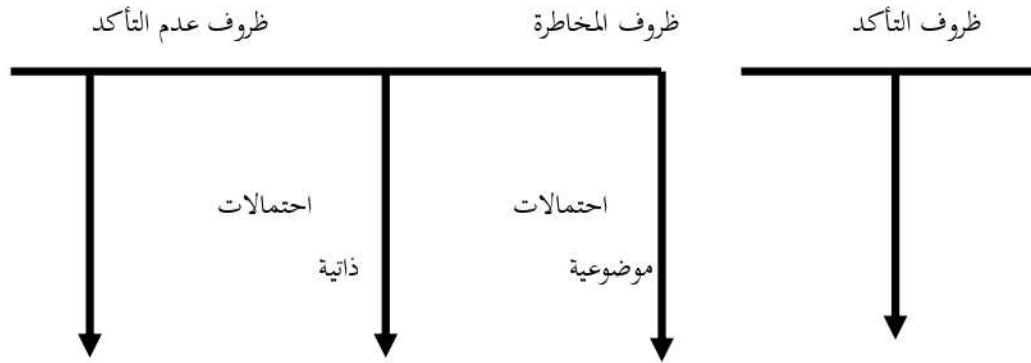 ظروف التأكد
ظروف المخاطرة
ظروف عدم التأكد
احتمالات
موضوعية
احتمالات
ذاتية